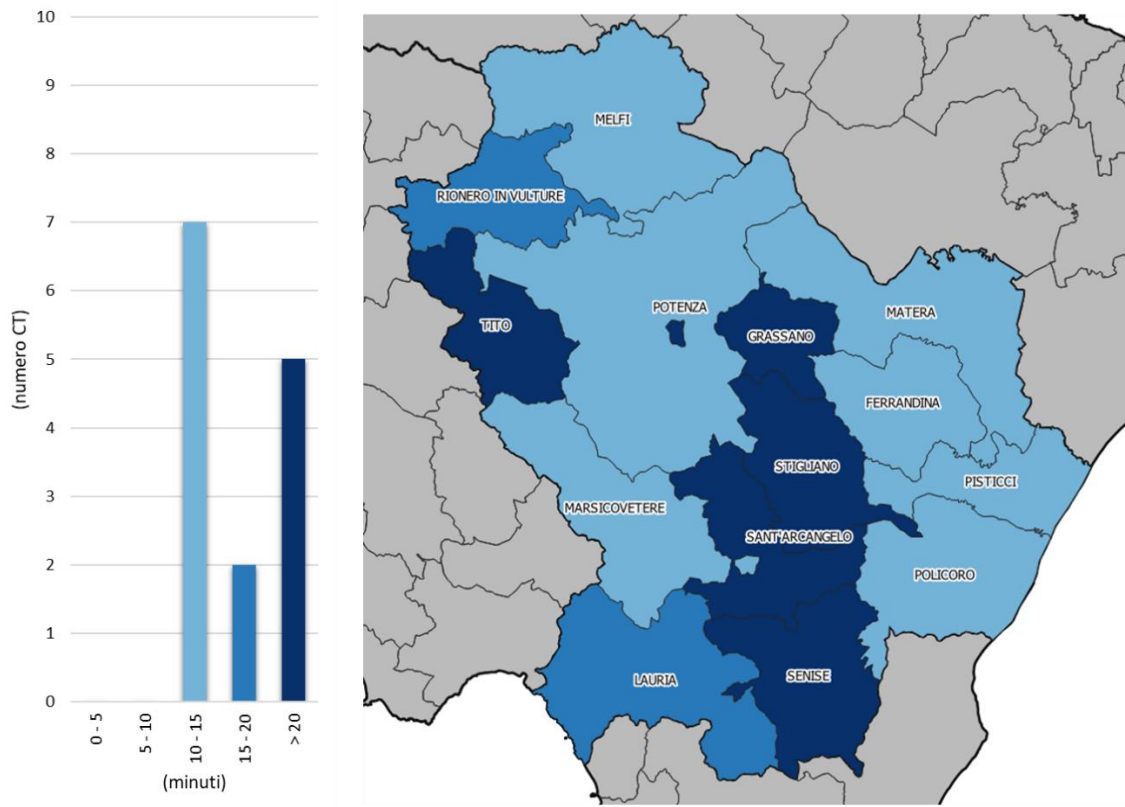 10
9
8
7
6
5
4
3
2
1
0
(numero CT)
0 - 5
5 - 10
10 - 15
15 - 20
> 20
(minuti)
MELFI
RIONERO IN VULTURE
POTENZA
MATERA
TITO
GRASSANO
FERRANDINA
STIGLIANO
PISTICCI
MARSICOVETERE
SANT'ARCANGELO
POLICORO
LAURIA
SENISE